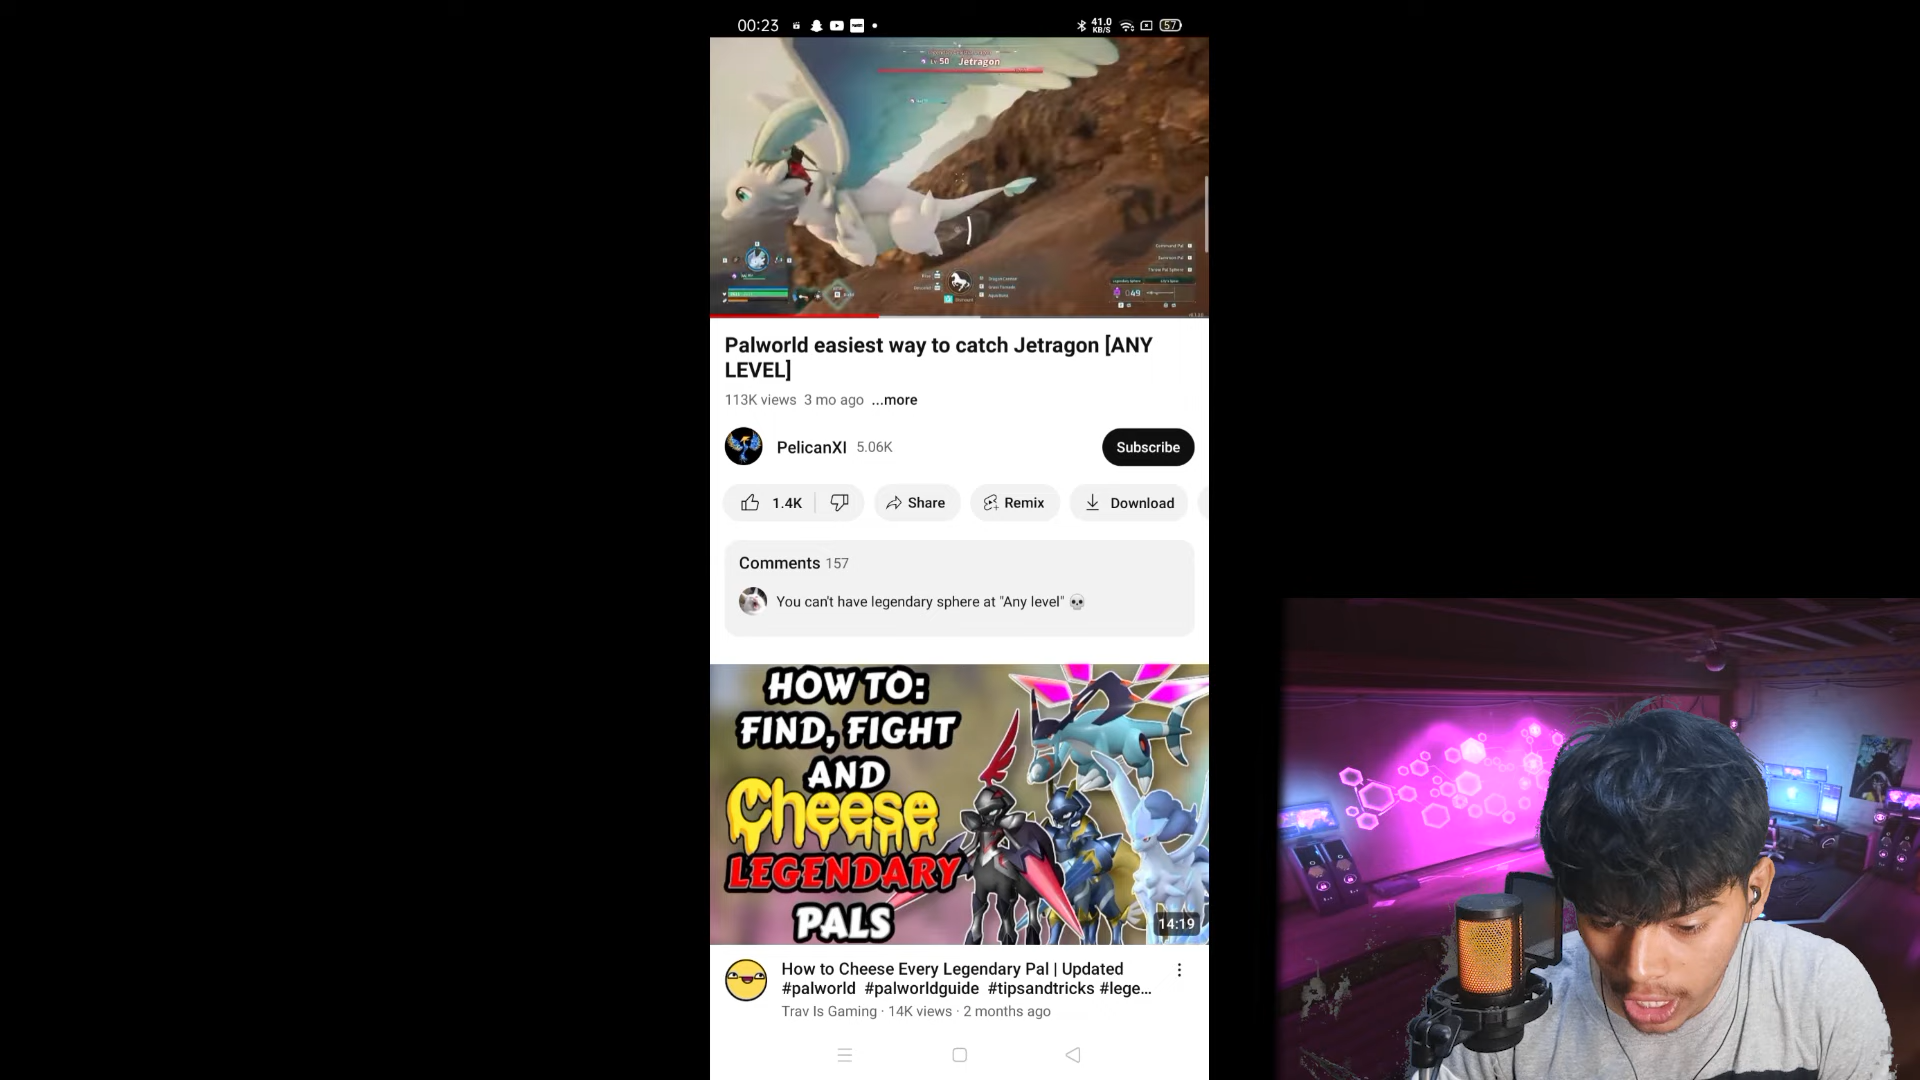 00:23
41.0
KB/S
57
50 Jetragon
49
Palworld easiest way to catch Jetragon [ANY
LEVEL]
113K views 3 mo ago ...more
PelicanXI 5.06K
Subscribe
1.4K
Share
Remix
Download
Comments 157
You can't have legendary sphere at "Any level" 💀
HOW TO:
FIND, FIGHT
AND
Cheese
LEGENDARY
PALS
14:19
How to Cheese Every Legendary Pal | Updated
#palworld #palworldguide #tipsandtricks #lege...
Trav Is Gaming · 14K views · 2 months ago